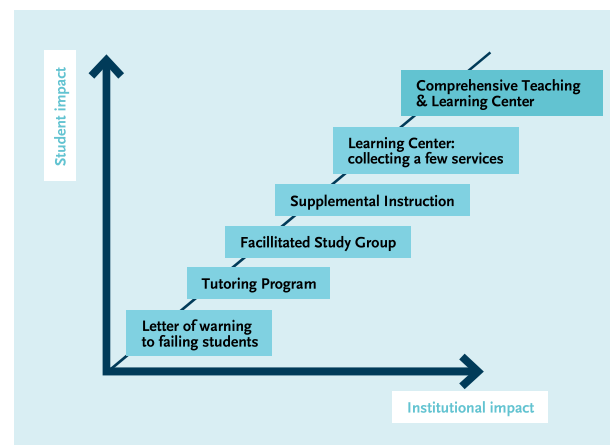 Student impact
Comprehensive Teaching
& Learning Center
Learning Center:
collecting a few services
Supplemental Instruction
Facillitated Study Group
Tutoring Program
Letter of warning
to failing students
Institutional impact